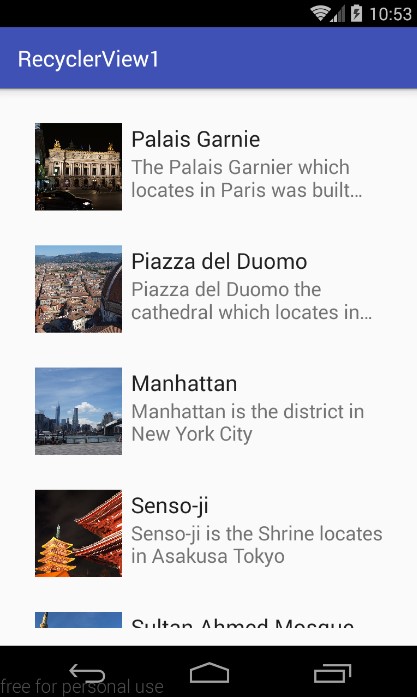 10:53
RecyclerView1
Palais Garnie
The Palais Garnier which
locates in Paris was built…
Piazza del Duomo
Piazza del Duomo the
cathedral which locates in…
Manhattan
Manhattan is the district in
New York City
Senso-ji
Senso-ji is the Shrine locates
in Asakusa Tokyo
Sultan Ahmed Mosque
free for personal use